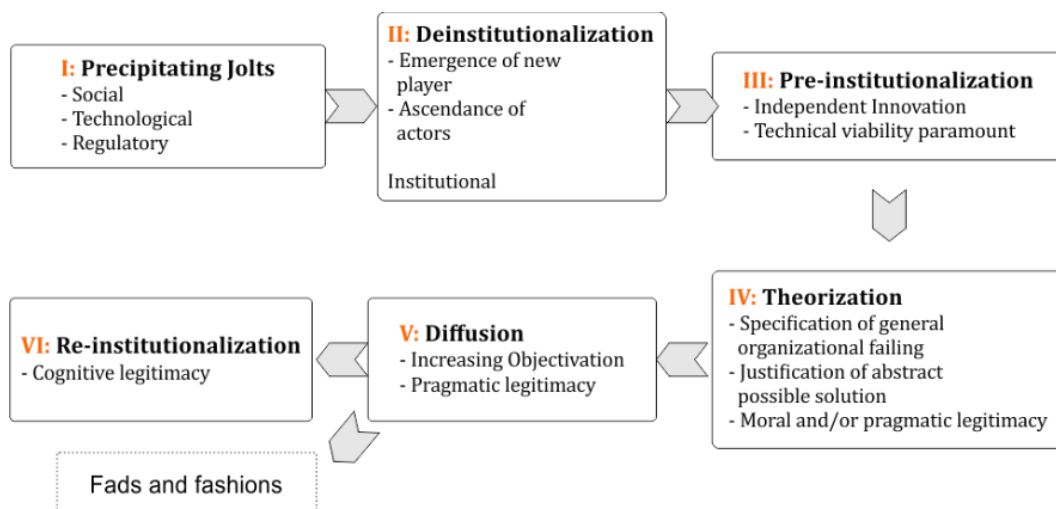 I: Precipitating Jolts
- Social
- Technological
- Regulatory
II: Deinstitutionalization
- Emergence of new
player
- Ascendance of
actors
Institutional
III: Pre-institutionalization
- Independent Innovation
- Technical viability paramount
IV: Theorization
- Specification of general
organizational failing
- Justification of abstract
possible solution
- Moral and/or pragmatic legitimacy
V: Diffusion
- Increasing Objectivation
- Pragmatic legitimacy
VI: Re-institutionalization
- Cognitive legitimacy
Fads and fashions